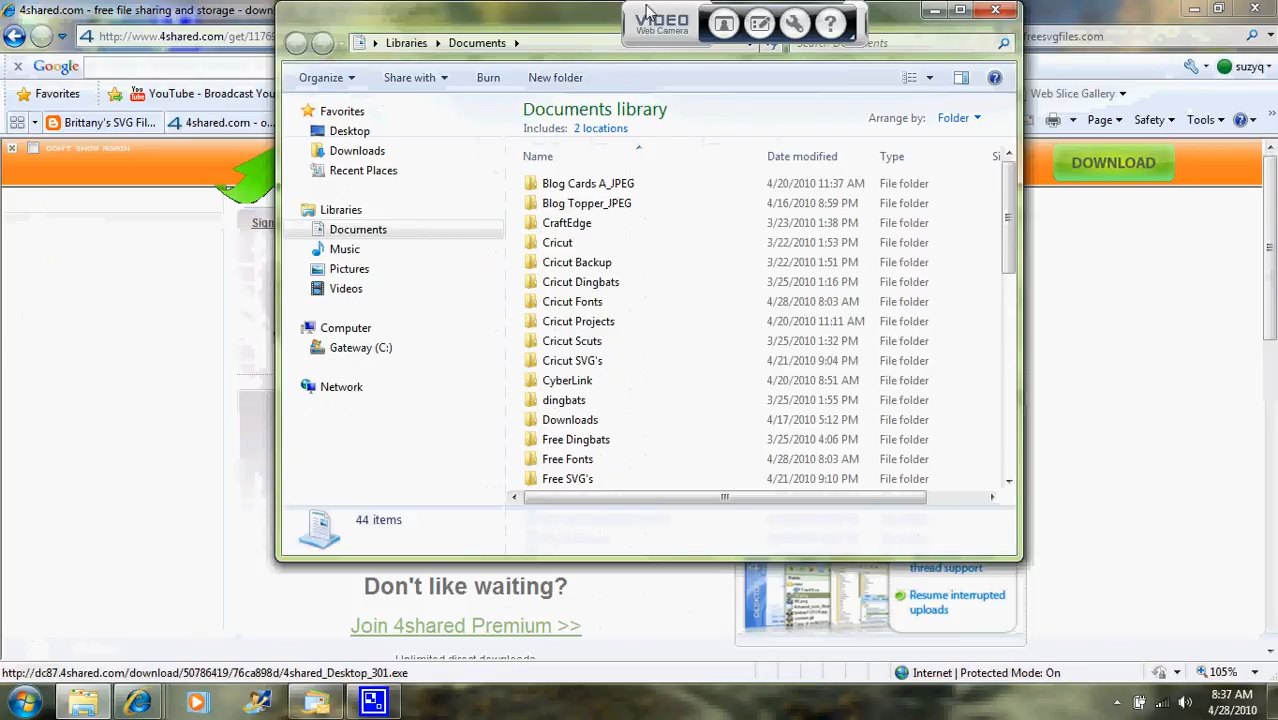 4shared.com - online file sharing and storage - down
VIDEO
Web Camera
http://www.4shared.com/get/1176
Libraries
Documents
Search Documents
freesvgfiles.com
Google
Organize
Share with
Burn
New folder
suzyq
Favorites
YouTube - Broadcast You
Web Slice Gallery
Brittany's SVG Fil...
4shared.com - o...
Page
Safety
Tools
DON'T SHOW AGAIN
DOWNLOAD
Sign
Favorites
Desktop
Downloads
Recent Places
Libraries
Documents
Music
Pictures
Videos
Computer
Gateway (C:)
Network
Documents library
Includes: 2 locations
Arrange by: Folder
Name Date modified Type Si
Blog Cards A_JPEG 4/20/2010 11:37 AM File folder
Blog Topper_JPEG 4/16/2010 8:59 PM File folder
CraftEdge 3/23/2010 1:38 PM File folder
Cricut 3/22/2010 1:53 PM File folder
Cricut Backup 3/22/2010 1:51 PM File folder
Cricut Dingbats 3/25/2010 1:16 PM File folder
Cricut Fonts 4/28/2010 8:03 AM File folder
Cricut Projects 4/20/2010 11:11 AM File folder
Cricut Scuts 3/25/2010 1:32 PM File folder
Cricut SVG's 4/21/2010 9:04 PM File folder
CyberLink 4/20/2010 8:51 AM File folder
dingbats 3/25/2010 1:55 PM File folder
Downloads 4/17/2010 5:15 PM File folder
Free Dingbats 3/25/2010 4:06 PM File folder
Free Fonts 4/28/2010 8:03 AM File folder
Free SVG's 4/21/2010 9:10 PM File folder
44 items
Don't like waiting?
Join 4shared Premium >>
Unlimited direct downloads
thread support
Resume interrupted
uploads
http://dc87.4shared.com/download/50786419/76ca898d/4shared_Desktop_301.exe
Internet | Protected Mode: On
105%
8:37 AM
4/28/2010